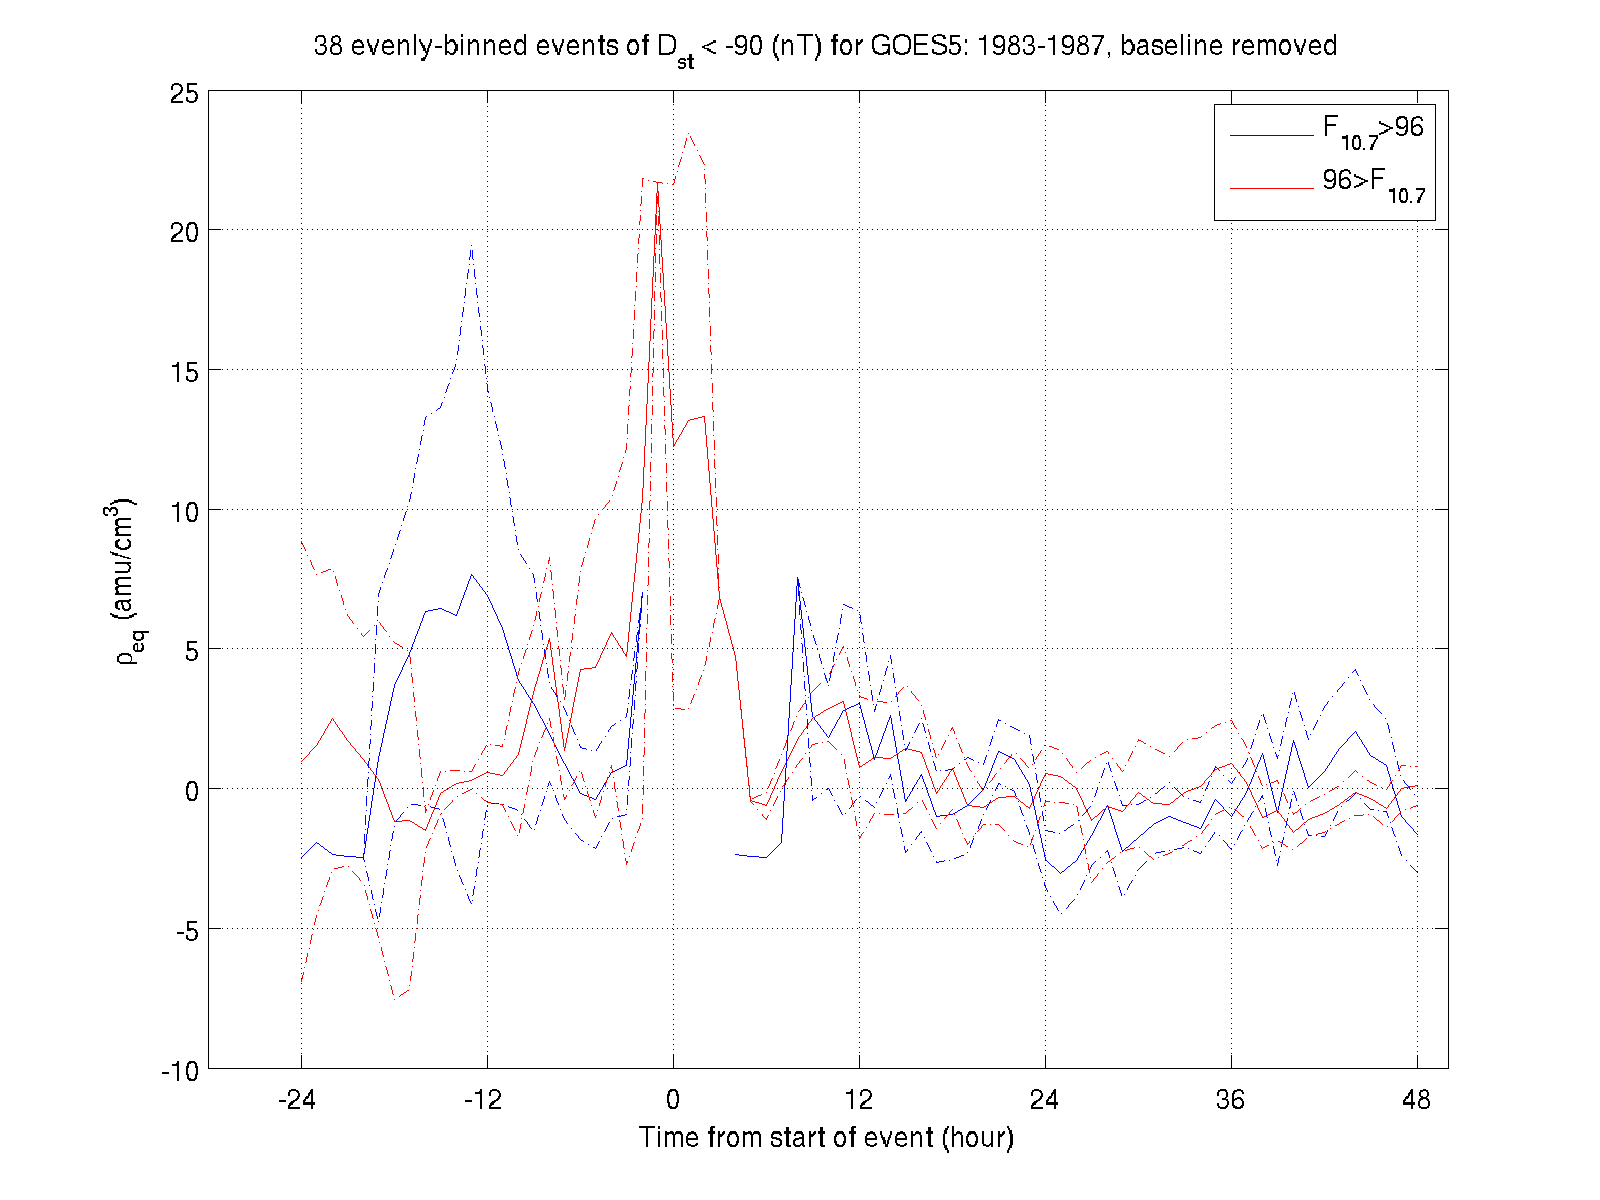 38 evenly-binned events of D_st < -90 (nT) for GOES5: 1983-1987, baseline removed
F_10.7>96
96>F_10.7
25
20
15
10
5
0
-5
-10
ρ_eq (amu/cm^3)
-24 -12 0 12 24 36 48
Time from start of event (hour)